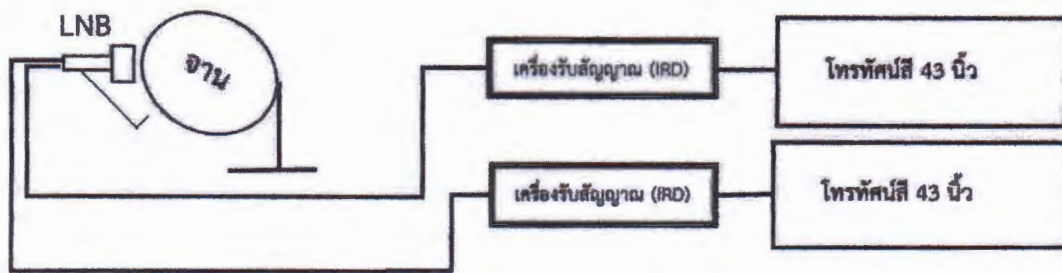 LNB
จาน
เครื่องรับสัญญาณ (IRD)
โทรทัศน์สี 43 นิ้ว
เครื่องรับสัญญาณ (IRD)
โทรทัศน์สี 43 นิ้ว